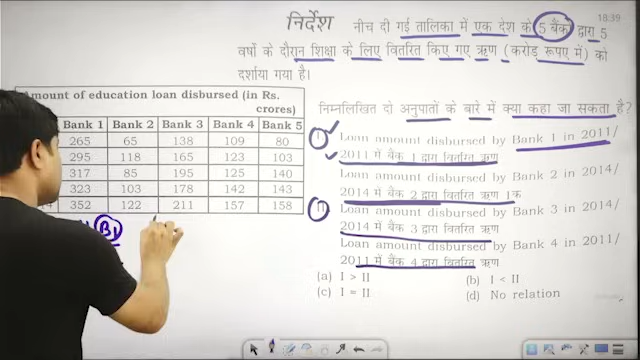 निर्देश नीच दी गई तालिका में एक देश के 5 बैंकों द्वारा 5
18:39
वर्षों के दौरान शिक्षा के लिए वितरित किए गए ऋण (करोड़ रूपए में) को
दर्शाया गया है।
Amount of education loan disbursed (in Rs.
crores)
Bank 1 Bank 2 Bank 3 Bank 4 Bank 5
265 65 138 109 80
295 118 165 123 103
317 85 195 125 140
323 103 178 142 143
352 122 211 157 158
B1
निम्नलिखित दो अनुपातों के बारे में क्या कहा जा सकता है?
I Loan amount disbursed by Bank 1 in 2011/
2011 में बैंक 1 द्वारा वितरित ऋण
Loan amount disbursed by Bank 2 in 2014/
2014 में बैंक 2 द्वारा वितरित ऋण
II Loan amount disbursed by Bank 3 in 2014/
2014 में बैंक 3 द्वारा वितरित ऋण
Loan amount disbursed by Bank 4 in 2011/
2011 में बैंक 4 द्वारा वितरित ऋण
(a) I > II (b) I < II
(c) I = II (d) No relation